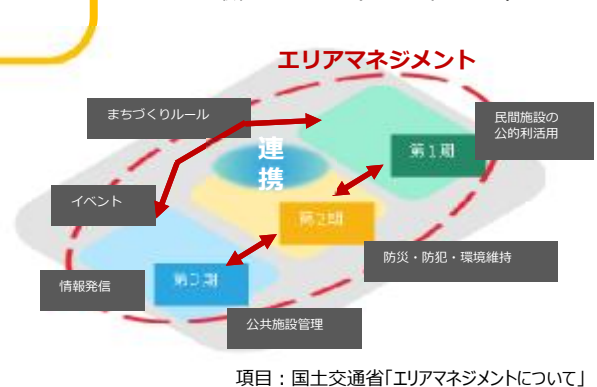 エリアマネジメント
まちづくりルール
民間施設の
公的利活用
連
携
第1期
イベント
第2期
防災・防犯・環境維持
情報発信
第3期
公共施設管理
項目：国土交通省「エリアマネジメントについて」